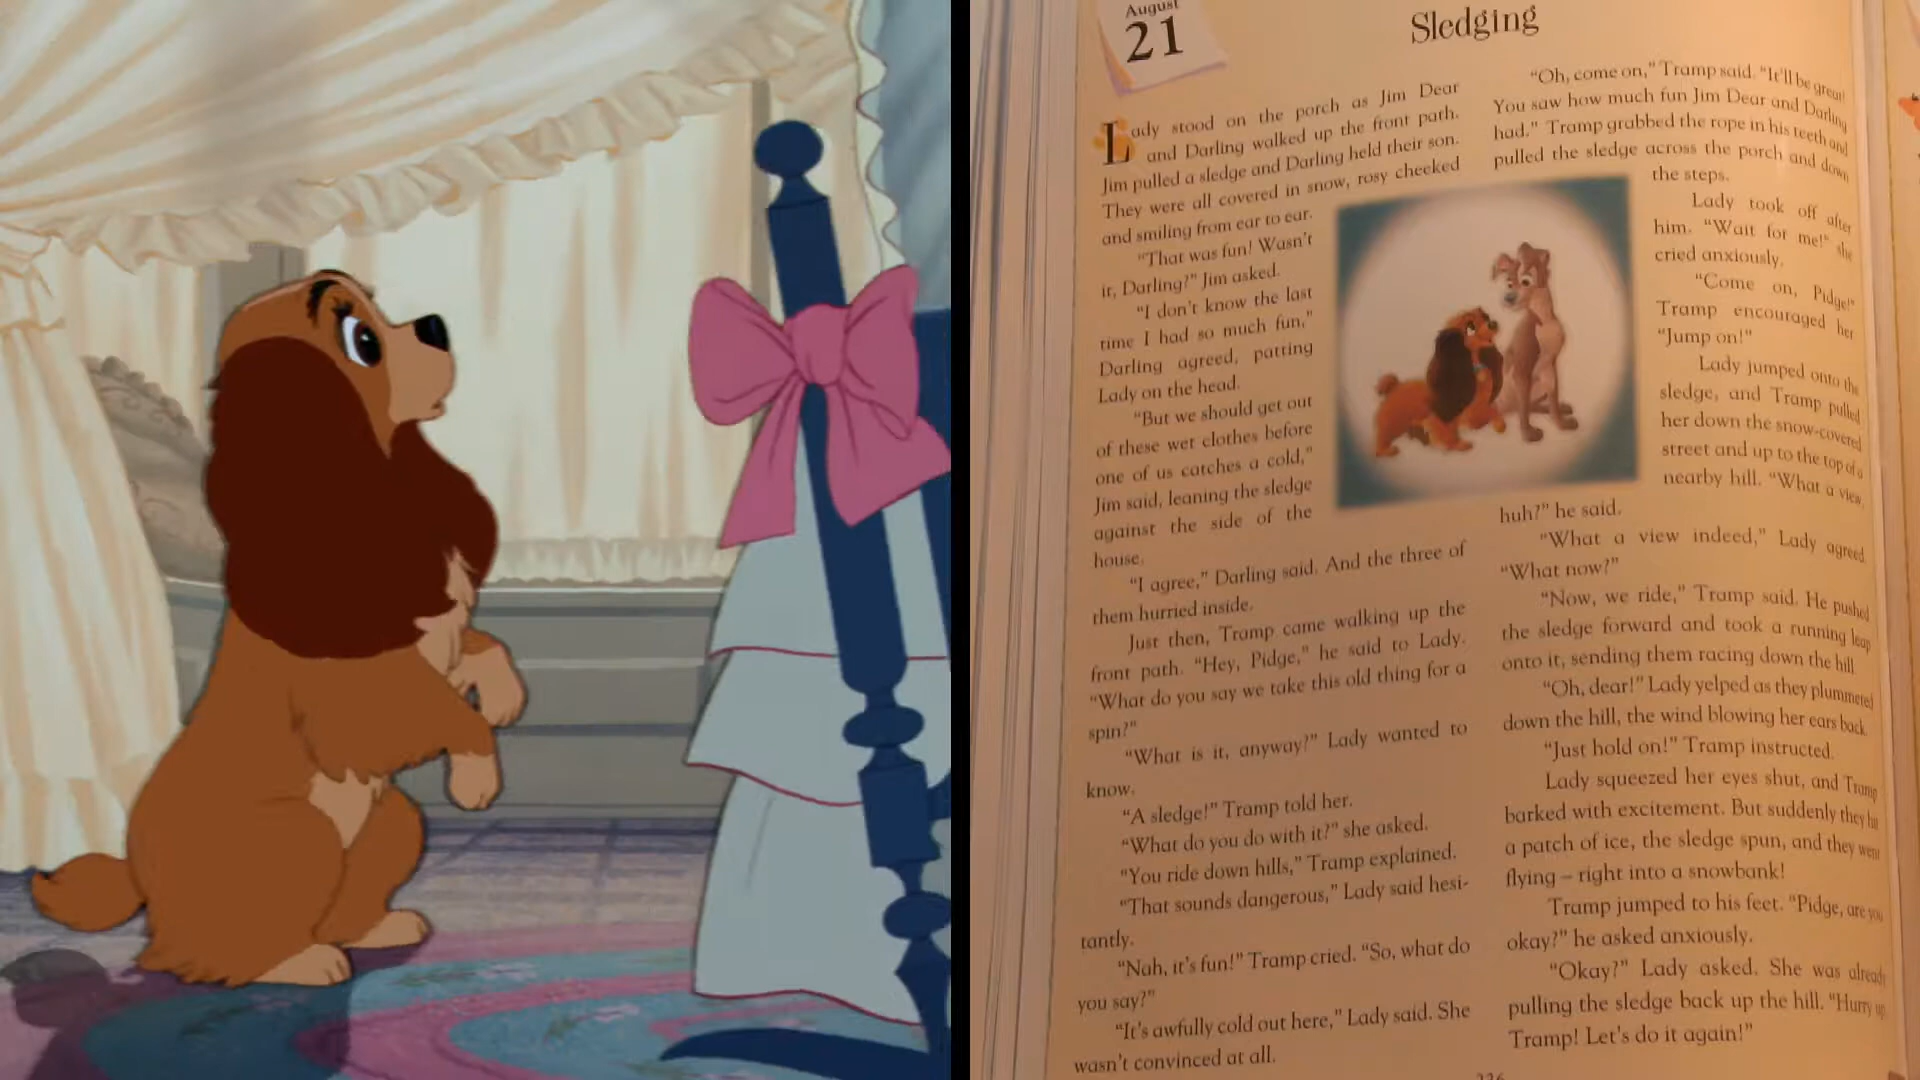 August
21
Sledging
Lady stood on the porch as Jim Dear
and Darling walked up the front path.
Jim pulled a sledge and Darling held their son.
They were all covered in snow, rosy cheeked
and smiling from ear to ear.
“That was fun! Wasn't
it, Darling?” Jim asked.
“I don't know the last
time I had so much fun,”
Darling agreed, patting
Lady on the head.
“But we should get out
of these wet clothes before
one of us catches a cold,”
Jim said, leaning the sledge
against the side of the
house.
“I agree,” Darling said. And the three of
them hurried inside.
Just then, Tramp came walking up the
front path. “Hey, Pidge,” he said to Lady.
“What do you say we take this old thing for a
spin?”
“What is it, anyway?” Lady wanted to
know.
“A sledge!” Tramp told her.
“What do you do with it?” she asked.
“You ride down hills,” Tramp explained.
“That sounds dangerous,” Lady said hesi-
tantly.
“Nah, it's fun!” Tramp cried. “So, what do
you say?”
“It's awfully cold out here,” Lady said. She
wasn't convinced at all.
“Oh, come on,” Tramp said. “It'll be great!
You saw how much fun Jim Dear and Darling
had.” Tramp grabbed the rope in his teeth and
pulled the sledge across the porch and down
the steps.
Lady took off after
him. “Wait for me!” she
cried anxiously.
“Come on, Pidge!”
Tramp encouraged her
“Jump on!”
Lady jumped onto the
sledge, and Tramp pulled
her down the snow-covered
street and up to the top of a
nearby hill. “What a view,
huh?” he said.
“What a view indeed,” Lady agreed.
“What now?”
“Now, we ride,” Tramp said. He pushed
the sledge forward and took a running leap
onto it, sending them racing down the hill.
“Oh, dear!” Lady yelped as they plummeted
down the hill, the wind blowing her ears back.
“Just hold on!” Tramp instructed.
Lady squeezed her eyes shut, and Tramp
barked with excitement. But suddenly they hit
a patch of ice, the sledge spun, and they went
flying – right into a snowbank!
Tramp jumped to his feet. “Pidge, are you
okay?” he asked anxiously.
“Okay?” Lady asked. She was already
pulling the sledge back up the hill. “Hurry up,
Tramp! Let's do it again!”